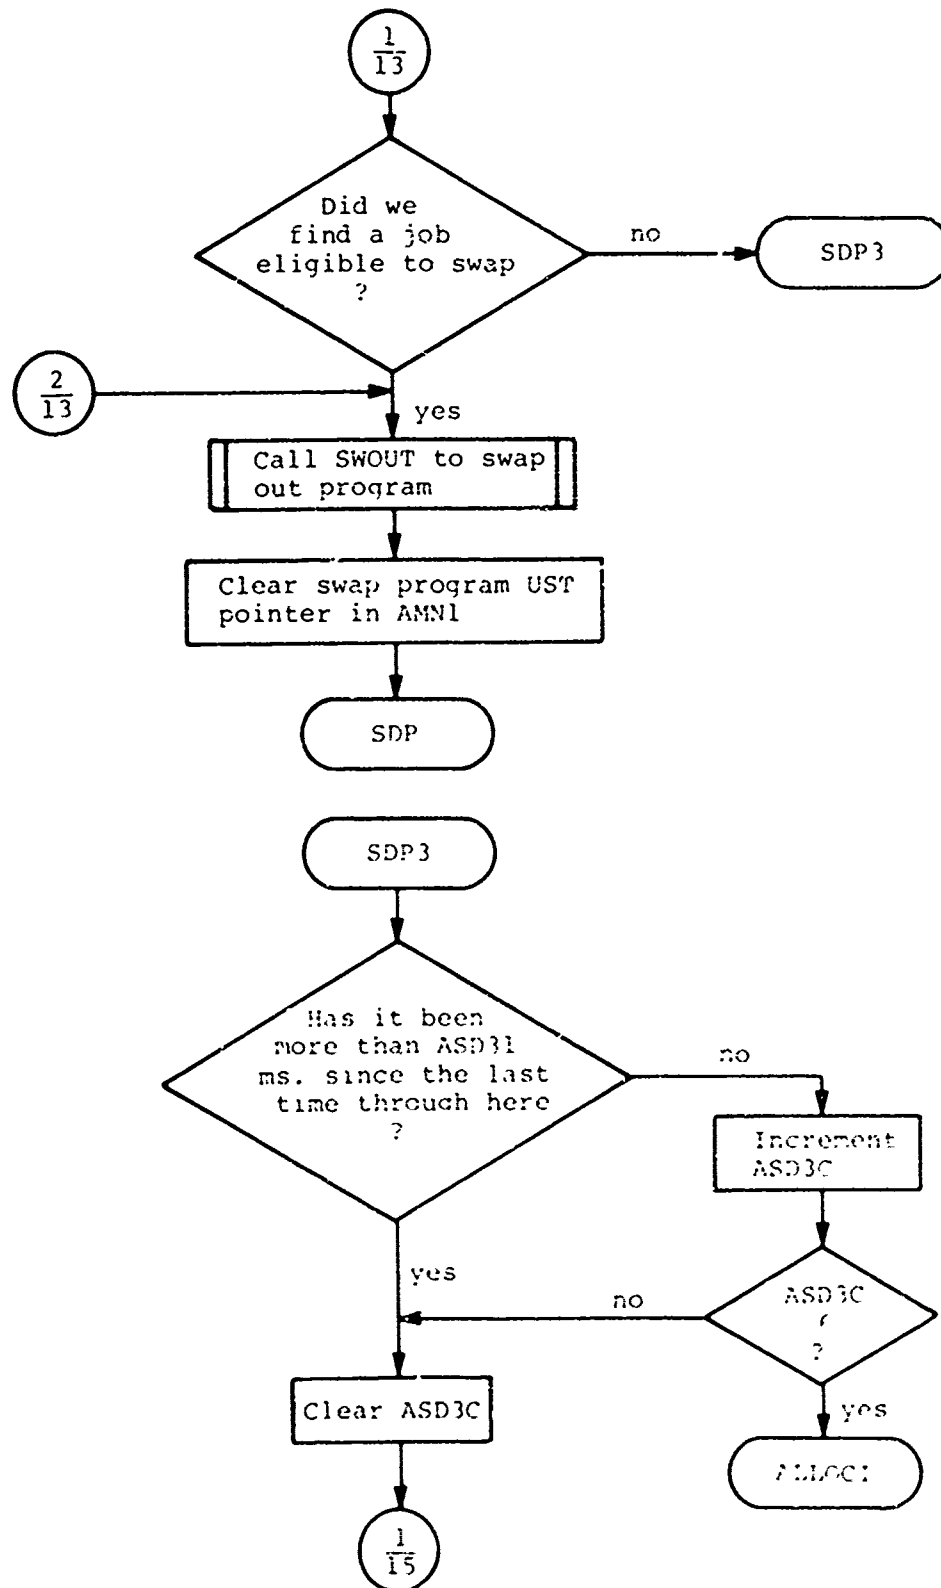 1
13
Did we
find a job
eligible to swap
?
no
SDP3
2
13
yes
Call SWOUT to swap
out program
Clear swap program UST
pointer in AMN1
SDP
SDP3
Has it been
more than ASD31
ms. since the last
time through here
?
no
Increment
ASD3C
yes
no
ASD3C
?
Clear ASD3C
yes
ALLOC1
1
15